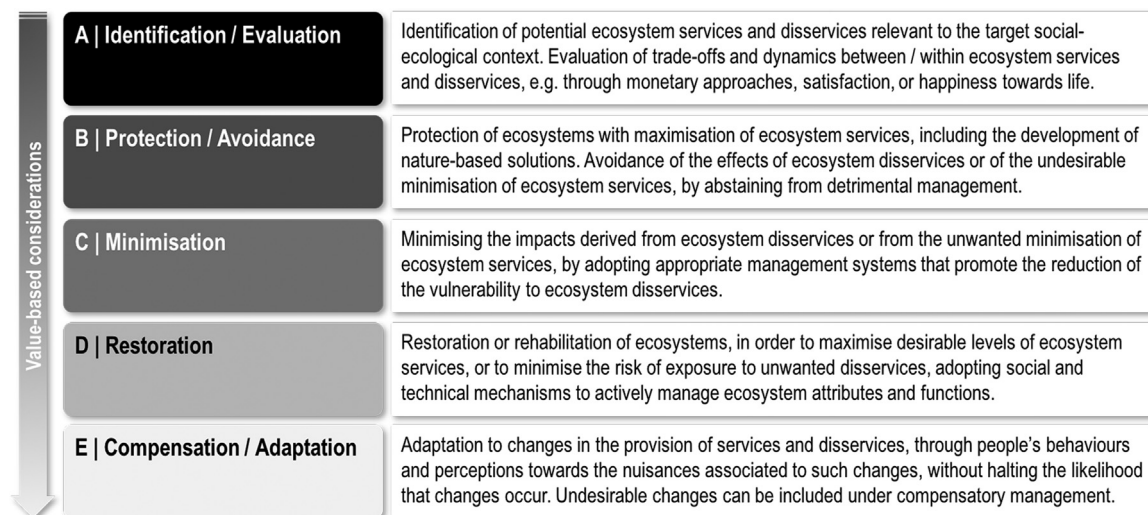 Value-based considerations
A | Identification / Evaluation
Identification of potential ecosystem services and disservices relevant to the target social-
ecological context. Evaluation of trade-offs and dynamics between / within ecosystem services
and disservices, e.g. through monetary approaches, satisfaction, or happiness towards life.
B | Protection / Avoidance
Protection of ecosystems with maximisation of ecosystem services, including the development of
nature-based solutions. Avoidance of the effects of ecosystem disservices or of the undesirable
minimisation of ecosystem services, by abstaining from detrimental management.
C | Minimisation
Minimising the impacts derived from ecosystem disservices or from the unwanted minimisation of
ecosystem services, by adopting appropriate management systems that promote the reduction of
the vulnerability to ecosystem disservices.
D | Restoration
Restoration or rehabilitation of ecosystems, in order to maximise desirable levels of ecosystem
services, or to minimise the risk of exposure to unwanted disservices, adopting social and
technical mechanisms to actively manage ecosystem attributes and functions.
E | Compensation / Adaptation
Adaptation to changes in the provision of services and disservices, through people's behaviours
and perceptions towards the nuisances associated to such changes, without halting the likelihood
that changes occur. Undesirable changes can be included under compensatory management.